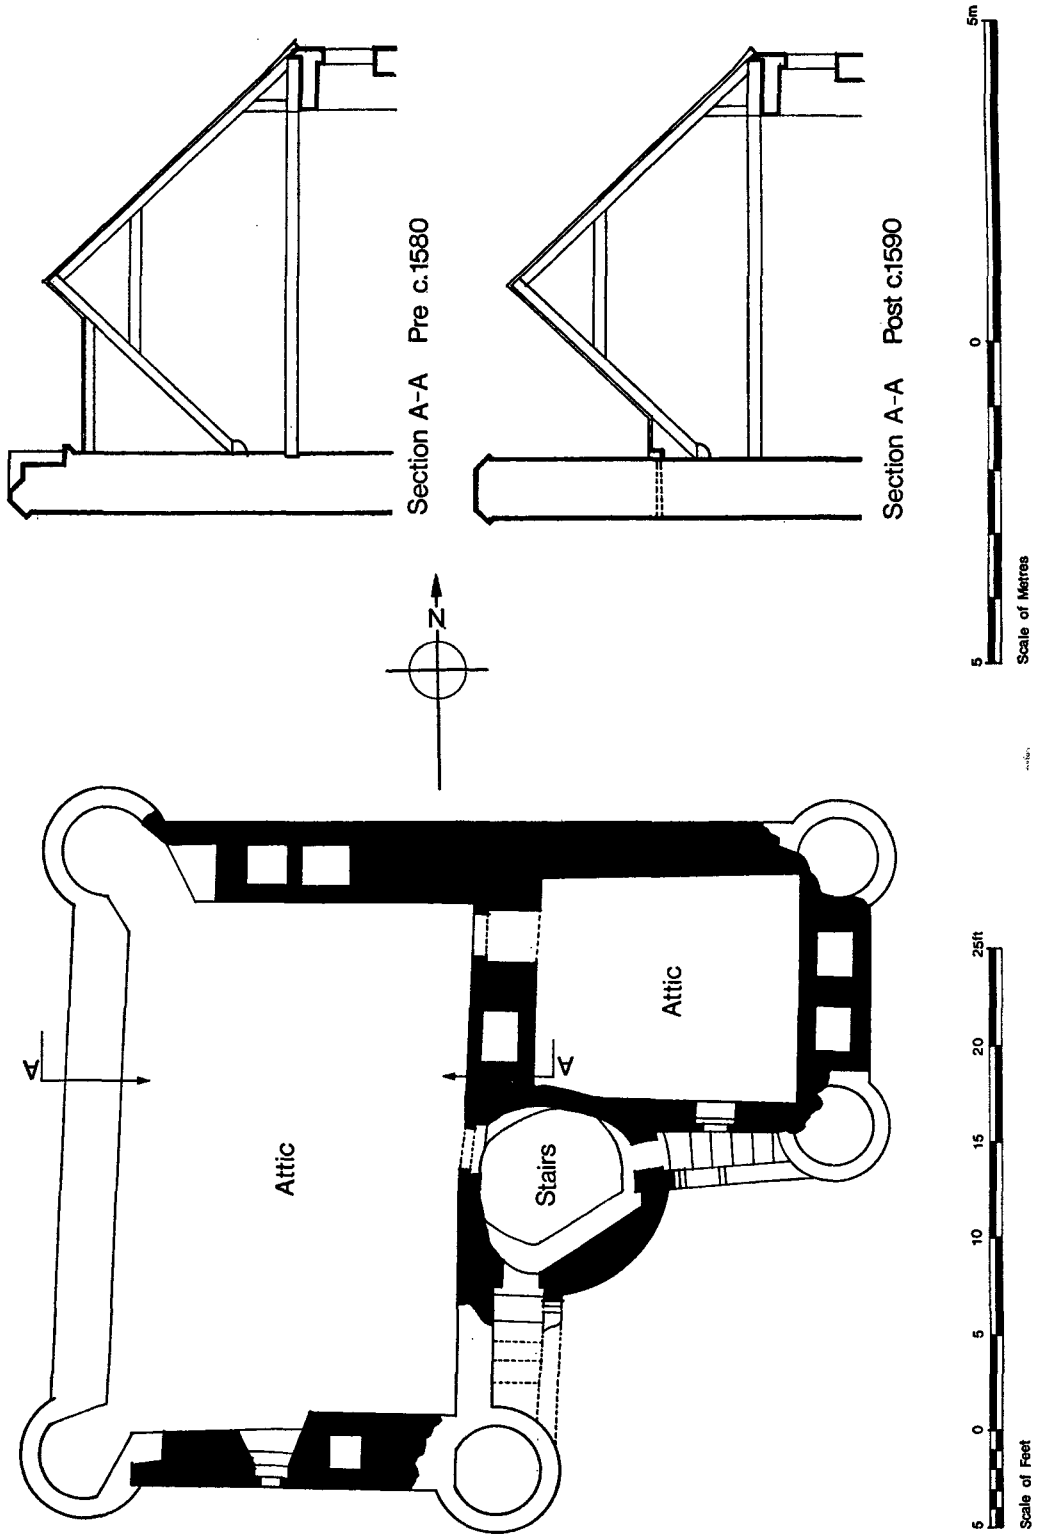 Section A-A Pre c.1580
Section A-A Post c.1590
N
A
A
Attic
Attic
Stairs
5 0 5m
Scale of Metres
5 0 5 10 15 20 25ft
Scale of Feet